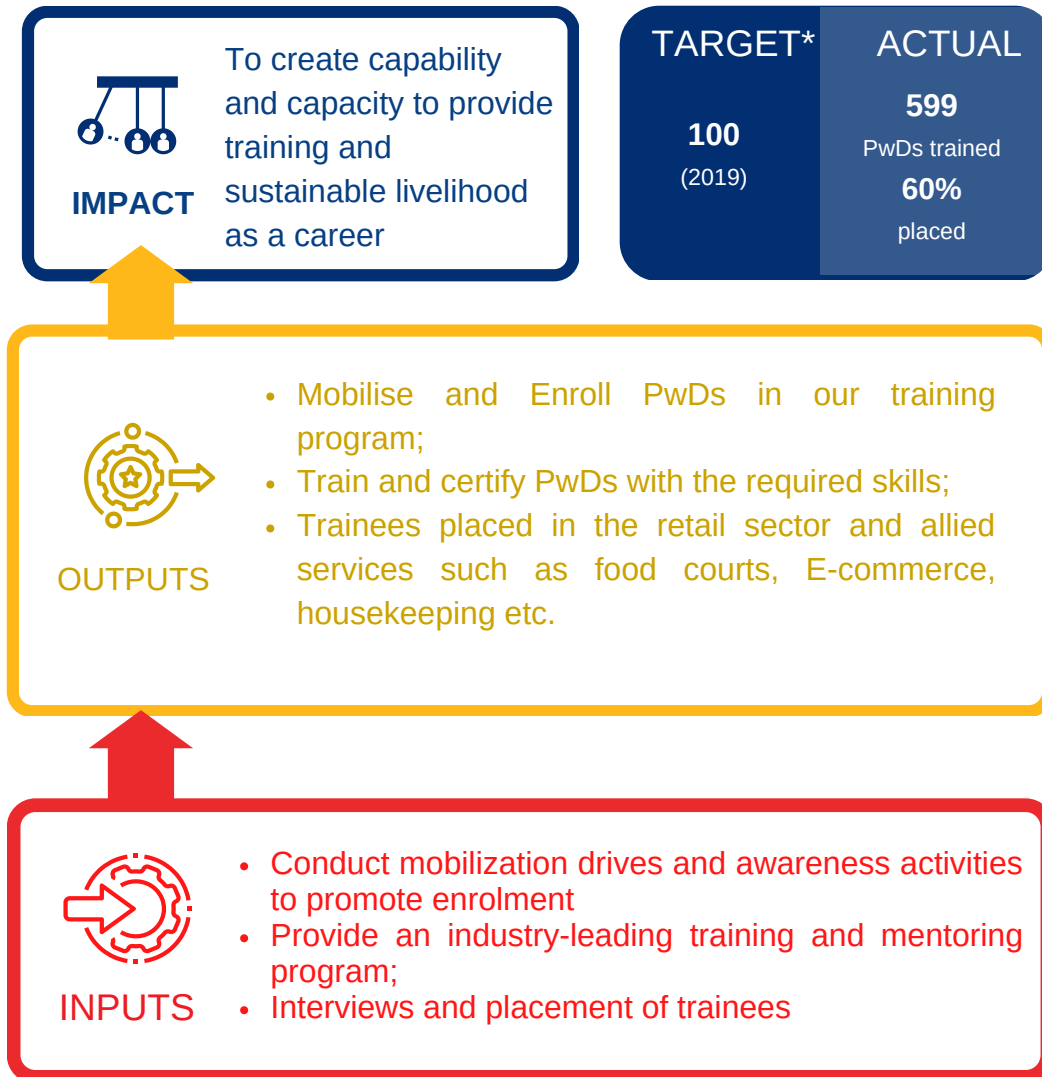 IMPACT
To create capability
and capacity to provide
training and
sustainable livelihood
as a career
TARGET*
100
(2019)
ACTUAL
599
PwDs trained
60%
placed
OUTPUTS
• Mobilise and Enroll PwDs in our training
program;
• Train and certify PwDs with the required skills;
• Trainees placed in the retail sector and allied
services such as food courts, E-commerce,
housekeeping etc.
INPUTS
• Conduct mobilization drives and awareness activities
to promote enrolment
• Provide an industry-leading training and mentoring
program;
• Interviews and placement of trainees